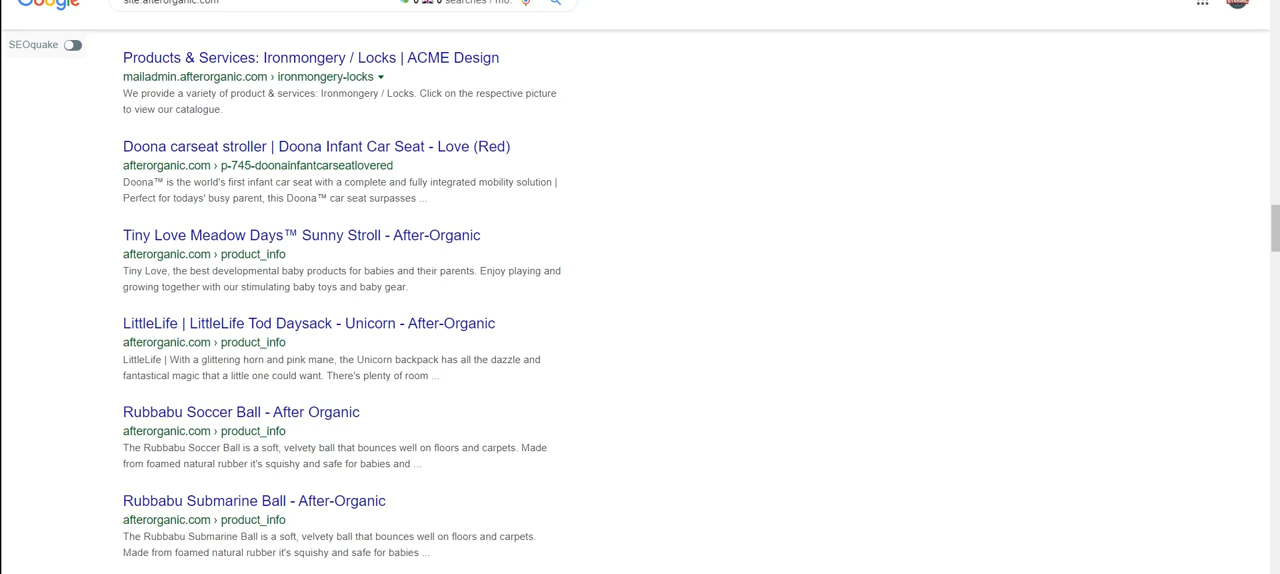 Google
site:afterorganic.com
0 searches / mo.
SEOquake
Products & Services: Ironmongery / Locks | ACME Design
mailadmin.afterorganic.com › ironmongery-locks
We provide a variety of product & services: Ironmongery / Locks. Click on the respective picture
to view our catalogue.
Doona carseat stroller | Doona Infant Car Seat - Love (Red)
afterorganic.com › p-745-doonainfantcarseatlovered
Doona™ is the world's first infant car seat with a complete and fully integrated mobility solution |
Perfect for todays' busy parent, this Doona™ car seat surpasses ...
Tiny Love Meadow Days™ Sunny Stroll - After-Organic
afterorganic.com › product_info
Tiny Love, the best developmental baby products for babies and their parents. Enjoy playing and
growing together with our stimulating baby toys and baby gear.
LittleLife | LittleLife Tod Daysack - Unicorn - After-Organic
afterorganic.com › product_info
LittleLife | With a glittering horn and pink mane, the Unicorn backpack has all the dazzle and
fantastical magic that a little one could want. There's plenty of room ...
Rubbabu Soccer Ball - After Organic
afterorganic.com › product_info
The Rubbabu Soccer Ball is a soft, velvety ball that bounces well on floors and carpets. Made
from foamed natural rubber it's squishy and safe for babies and ...
Rubbabu Submarine Ball - After-Organic
afterorganic.com › product_info
The Rubbabu Submarine Ball is a soft, velvety ball that bounces well on floors and carpets.
Made from foamed natural rubber it's squishy and safe for babies ...